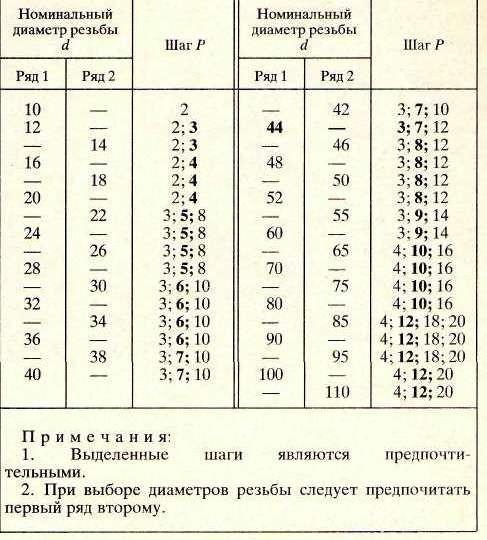 Номинальный диаметр резьбы d | Шаг P | Номинальный диаметр резьбы d | Шаг P
Ряд 1 | Ряд 2 | Ряд 1 | Ряд 2
10 | — | 2 | — | 42 | 3; 7; 10
12 | — | 2; 3 | 44 | — | 3; 7; 12
— | 14 | 2; 3 | — | 46 | 3; 8; 12
16 | — | 2; 4 | 48 | — | 3; 8; 12
— | 18 | 2; 4 | — | 50 | 3; 8; 12
20 | — | 2; 4 | 52 | — | 3; 8; 12
— | 22 | 3; 5; 8 | — | 55 | 3; 9; 14
24 | — | 3; 5; 8 | 60 | — | 3; 9; 14
— | 26 | 3; 5; 8 | — | 65 | 4; 10; 16
28 | — | 3; 5; 8 | 70 | — | 4; 10; 16
— | 30 | 3; 6; 10 | — | 75 | 4; 10; 16
32 | — | 3; 6; 10 | 80 | — | 4; 10; 16
— | 34 | 3; 6; 10 | — | 85 | 4; 12; 18; 20
36 | — | 3; 6; 10 | 90 | — | 4; 12; 18; 20
— | 38 | 3; 7; 10 | — | 95 | 4; 12; 18; 20
40 | — | 3; 7; 10 | 100 | — | 4; 12; 20
— | 110 | 4; 12; 20
Примечания:
1. Выделенные шаги являются предпочти-
тельными.
2. При выборе диаметров резьбы следует предпочитать
первый ряд второму.